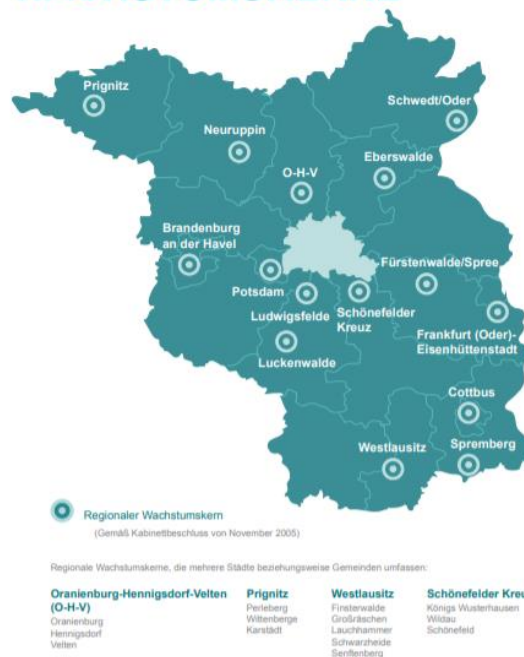 Prignitz
Schwedt/Oder
Neuruppin
Eberswalde
O-H-V
Brandenburg
an der Havel
Fürstenwalde/Spree
Potsdam
Ludwigsfelde
Schönefelder
Kreuz
Frankfurt (Oder)-
Eisenhüttenstadt
Luckenwalde
Cottbus
Westlausitz
Spremberg
Regionaler Wachstumskern
(Gemäß Kabinettbeschluss von November 2005)
Regionale Wachstumskerne, die mehrere Städte beziehungsweise Gemeinden umfassen:
Oranienburg-Hennigsdorf-Velten
(O-H-V)
Oranienburg
Hennigsdorf
Velten
Prignitz
Perleberg
Wittenberge
Karstädt
Westlausitz
Finsterwalde
Großräschen
Lauchhammer
Schwarzheide
Senftenberg
Schönefelder Kreu
Königs Wusterhausen
Wildau
Schönefeld